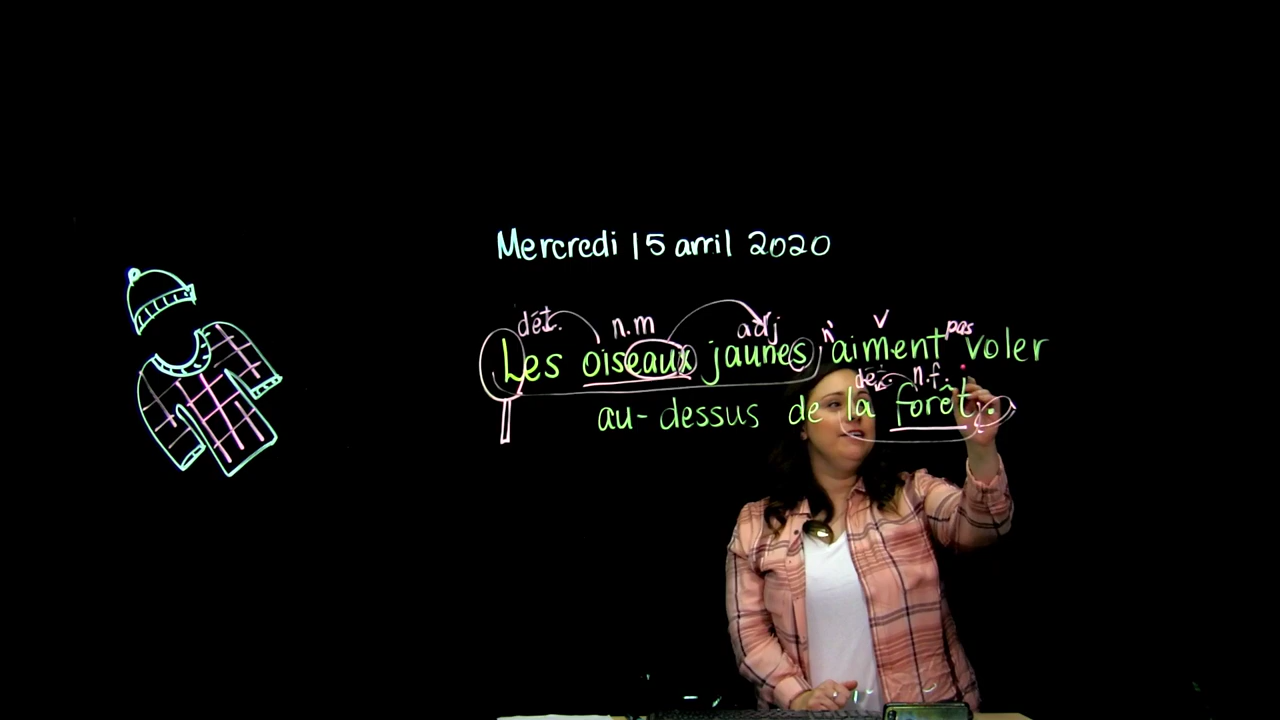 Mercredi 15 avril 2020
dét. n.m adj n' v pas
Les oiseaux jaunes aiment voler
dét. n.f.
au-dessus de la forêt.